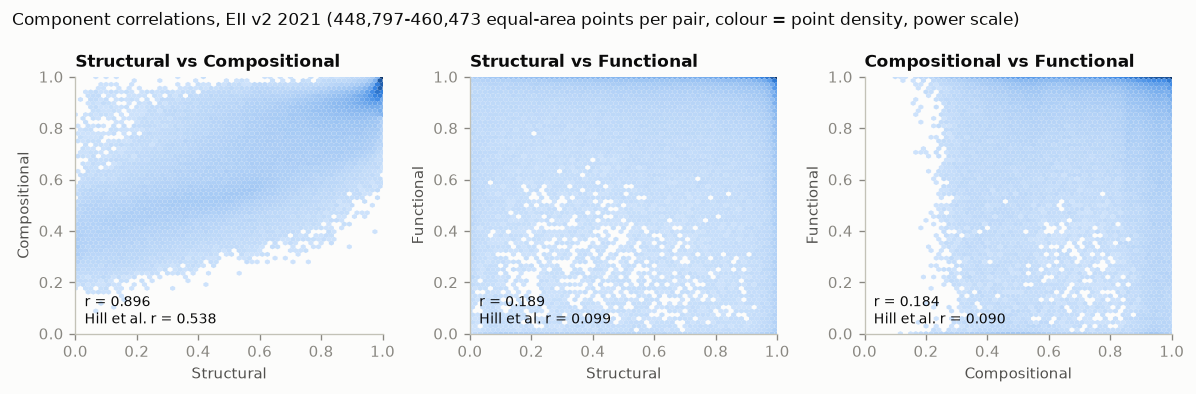 Component correlations, EII v2 2021 (448,797-460,473 equal-area points per pair, colour = point density, power scale)
Structural vs Compositional
1.0
0.8
0.6
0.4
0.2
0.0
Compositional
r = 0.896
Hill et al. r = 0.538
0.0 0.2 0.4 0.6 0.8 1.0
Structural
Structural vs Functional
1.0
0.8
0.6
0.4
0.2
0.0
Functional
r = 0.189
Hill et al. r = 0.099
0.0 0.2 0.4 0.6 0.8 1.0
Structural
Compositional vs Functional
1.0
0.8
0.6
0.4
0.2
0.0
Functional
r = 0.184
Hill et al. r = 0.090
0.0 0.2 0.4 0.6 0.8 1.0
Compositional